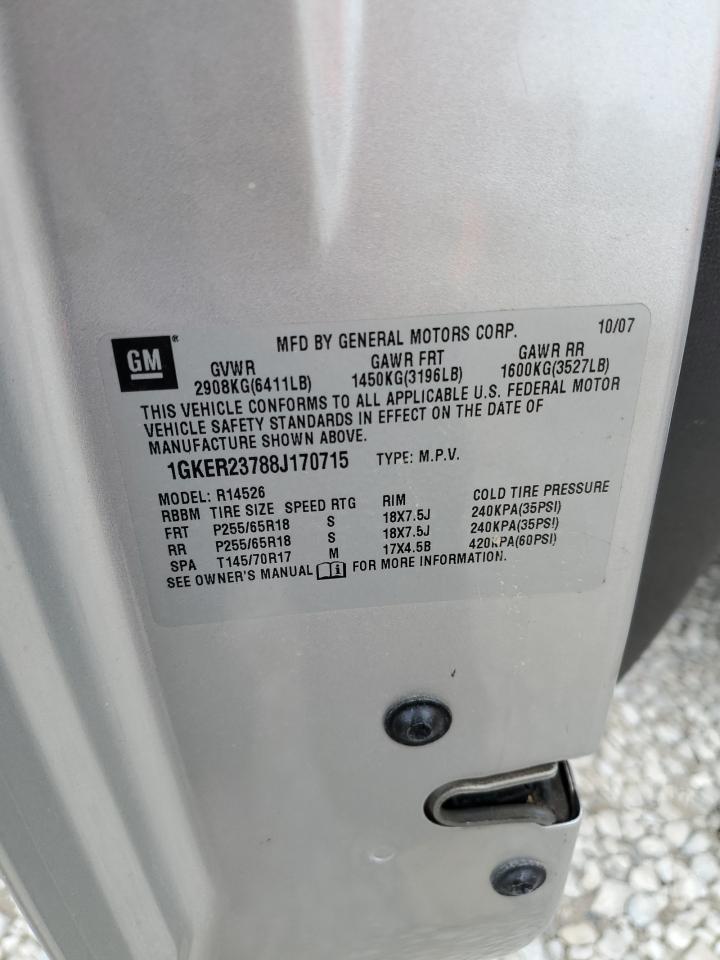 GM® MFD BY GENERAL MOTORS CORP. 10/07
GVWR GAWR FRT GAWR RR
2908KG(6411LB) 1450KG(3196LB) 1600KG(3527LB)
THIS VEHICLE CONFORMS TO ALL APPLICABLE U.S. FEDERAL MOTOR
VEHICLE SAFETY STANDARDS IN EFFECT ON THE DATE OF
MANUFACTURE SHOWN ABOVE.
1GKER23788J170715 TYPE: M.P.V.
MODEL: R14526
RBBM TIRE SIZE SPEED RTG RIM COLD TIRE PRESSURE
FRT P255/65R18 S 18X7.5J 240KPA(35PSI)
RR P255/65R18 S 18X7.5J 240KPA(35PSI)
SPA T145/70R17 M 17X4.5B 420KPA(60PSI)
SEE OWNER'S MANUAL i FOR MORE INFORMATION.